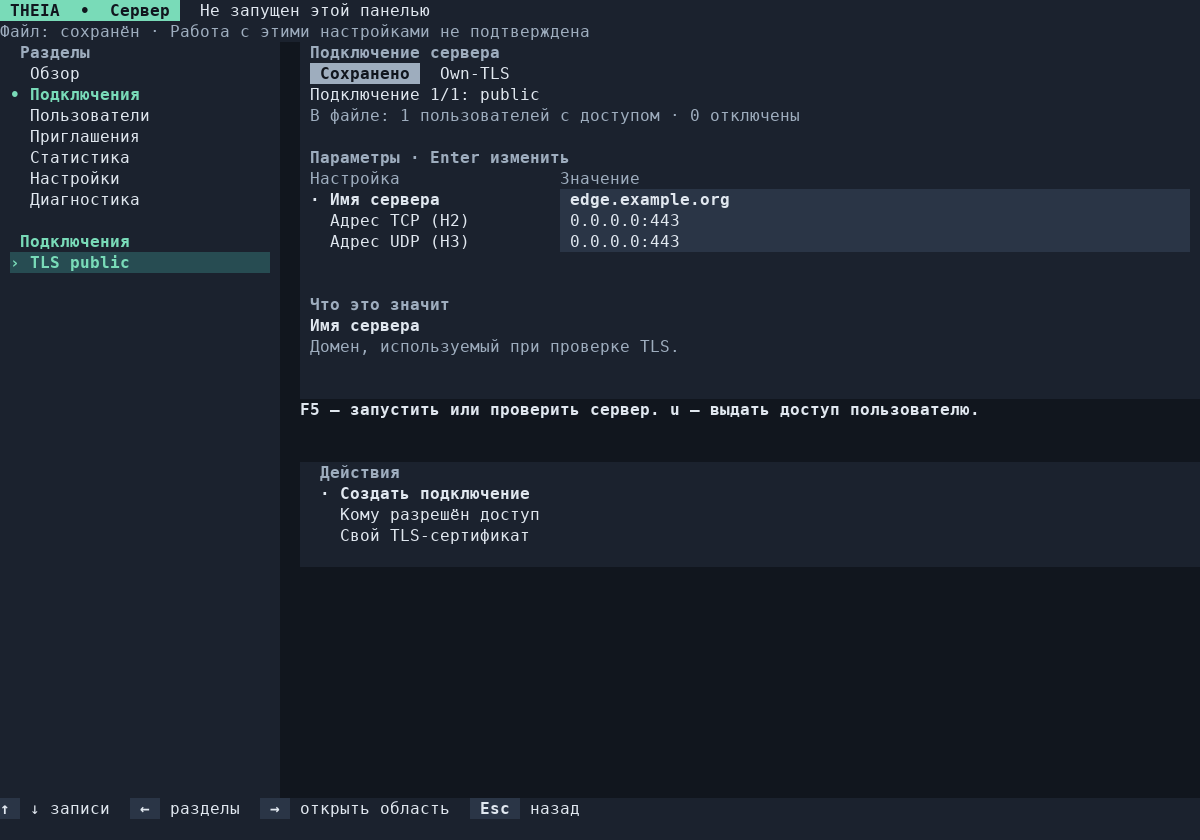 THEIA • Сервер Не запущен этой панелью
Файл: сохранён · Работа с этими настройками не подтверждена
Разделы
Обзор
• Подключения
Пользователи
Приглашения
Статистика
Настройки
Диагностика
Подключения
› TLS public
Подключение сервера
Сохранено Own-TLS
Подключение 1/1: public
В файле: 1 пользователей с доступом · 0 отключены
Параметры · Enter изменить
Настройка Значение
· Имя сервера edge.example.org
Адрес TCP (H2) 0.0.0.0:443
Адрес UDP (H3) 0.0.0.0:443
Что это значит
Имя сервера
Домен, используемый при проверке TLS.
F5 — запустить или проверить сервер. u — выдать доступ пользователю.
Действия
· Создать подключение
Кому разрешён доступ
Свой TLS-сертификат
↑ ↓ записи ← разделы → открыть область Esc назад